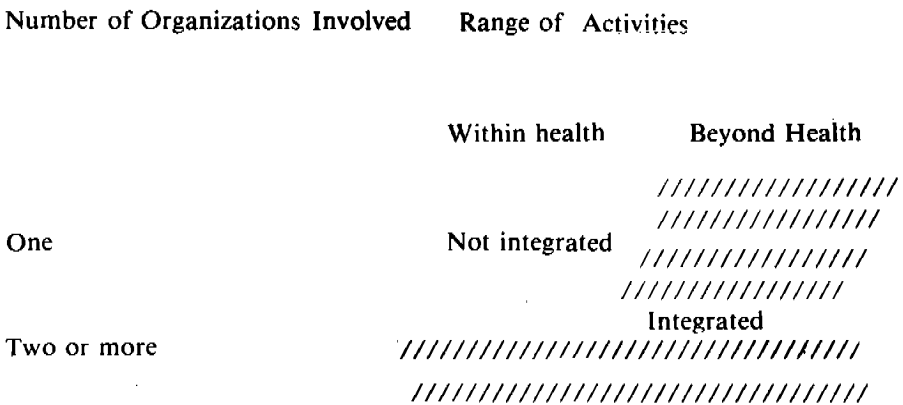 Number of Organizations Involved Range of Activities
Within health Beyond Health
//////////////////
/////////////////
One Not integrated /////////////////
/////////////////
Integrated
Two or more ///////////////////////////////////
///////////////////////////////////